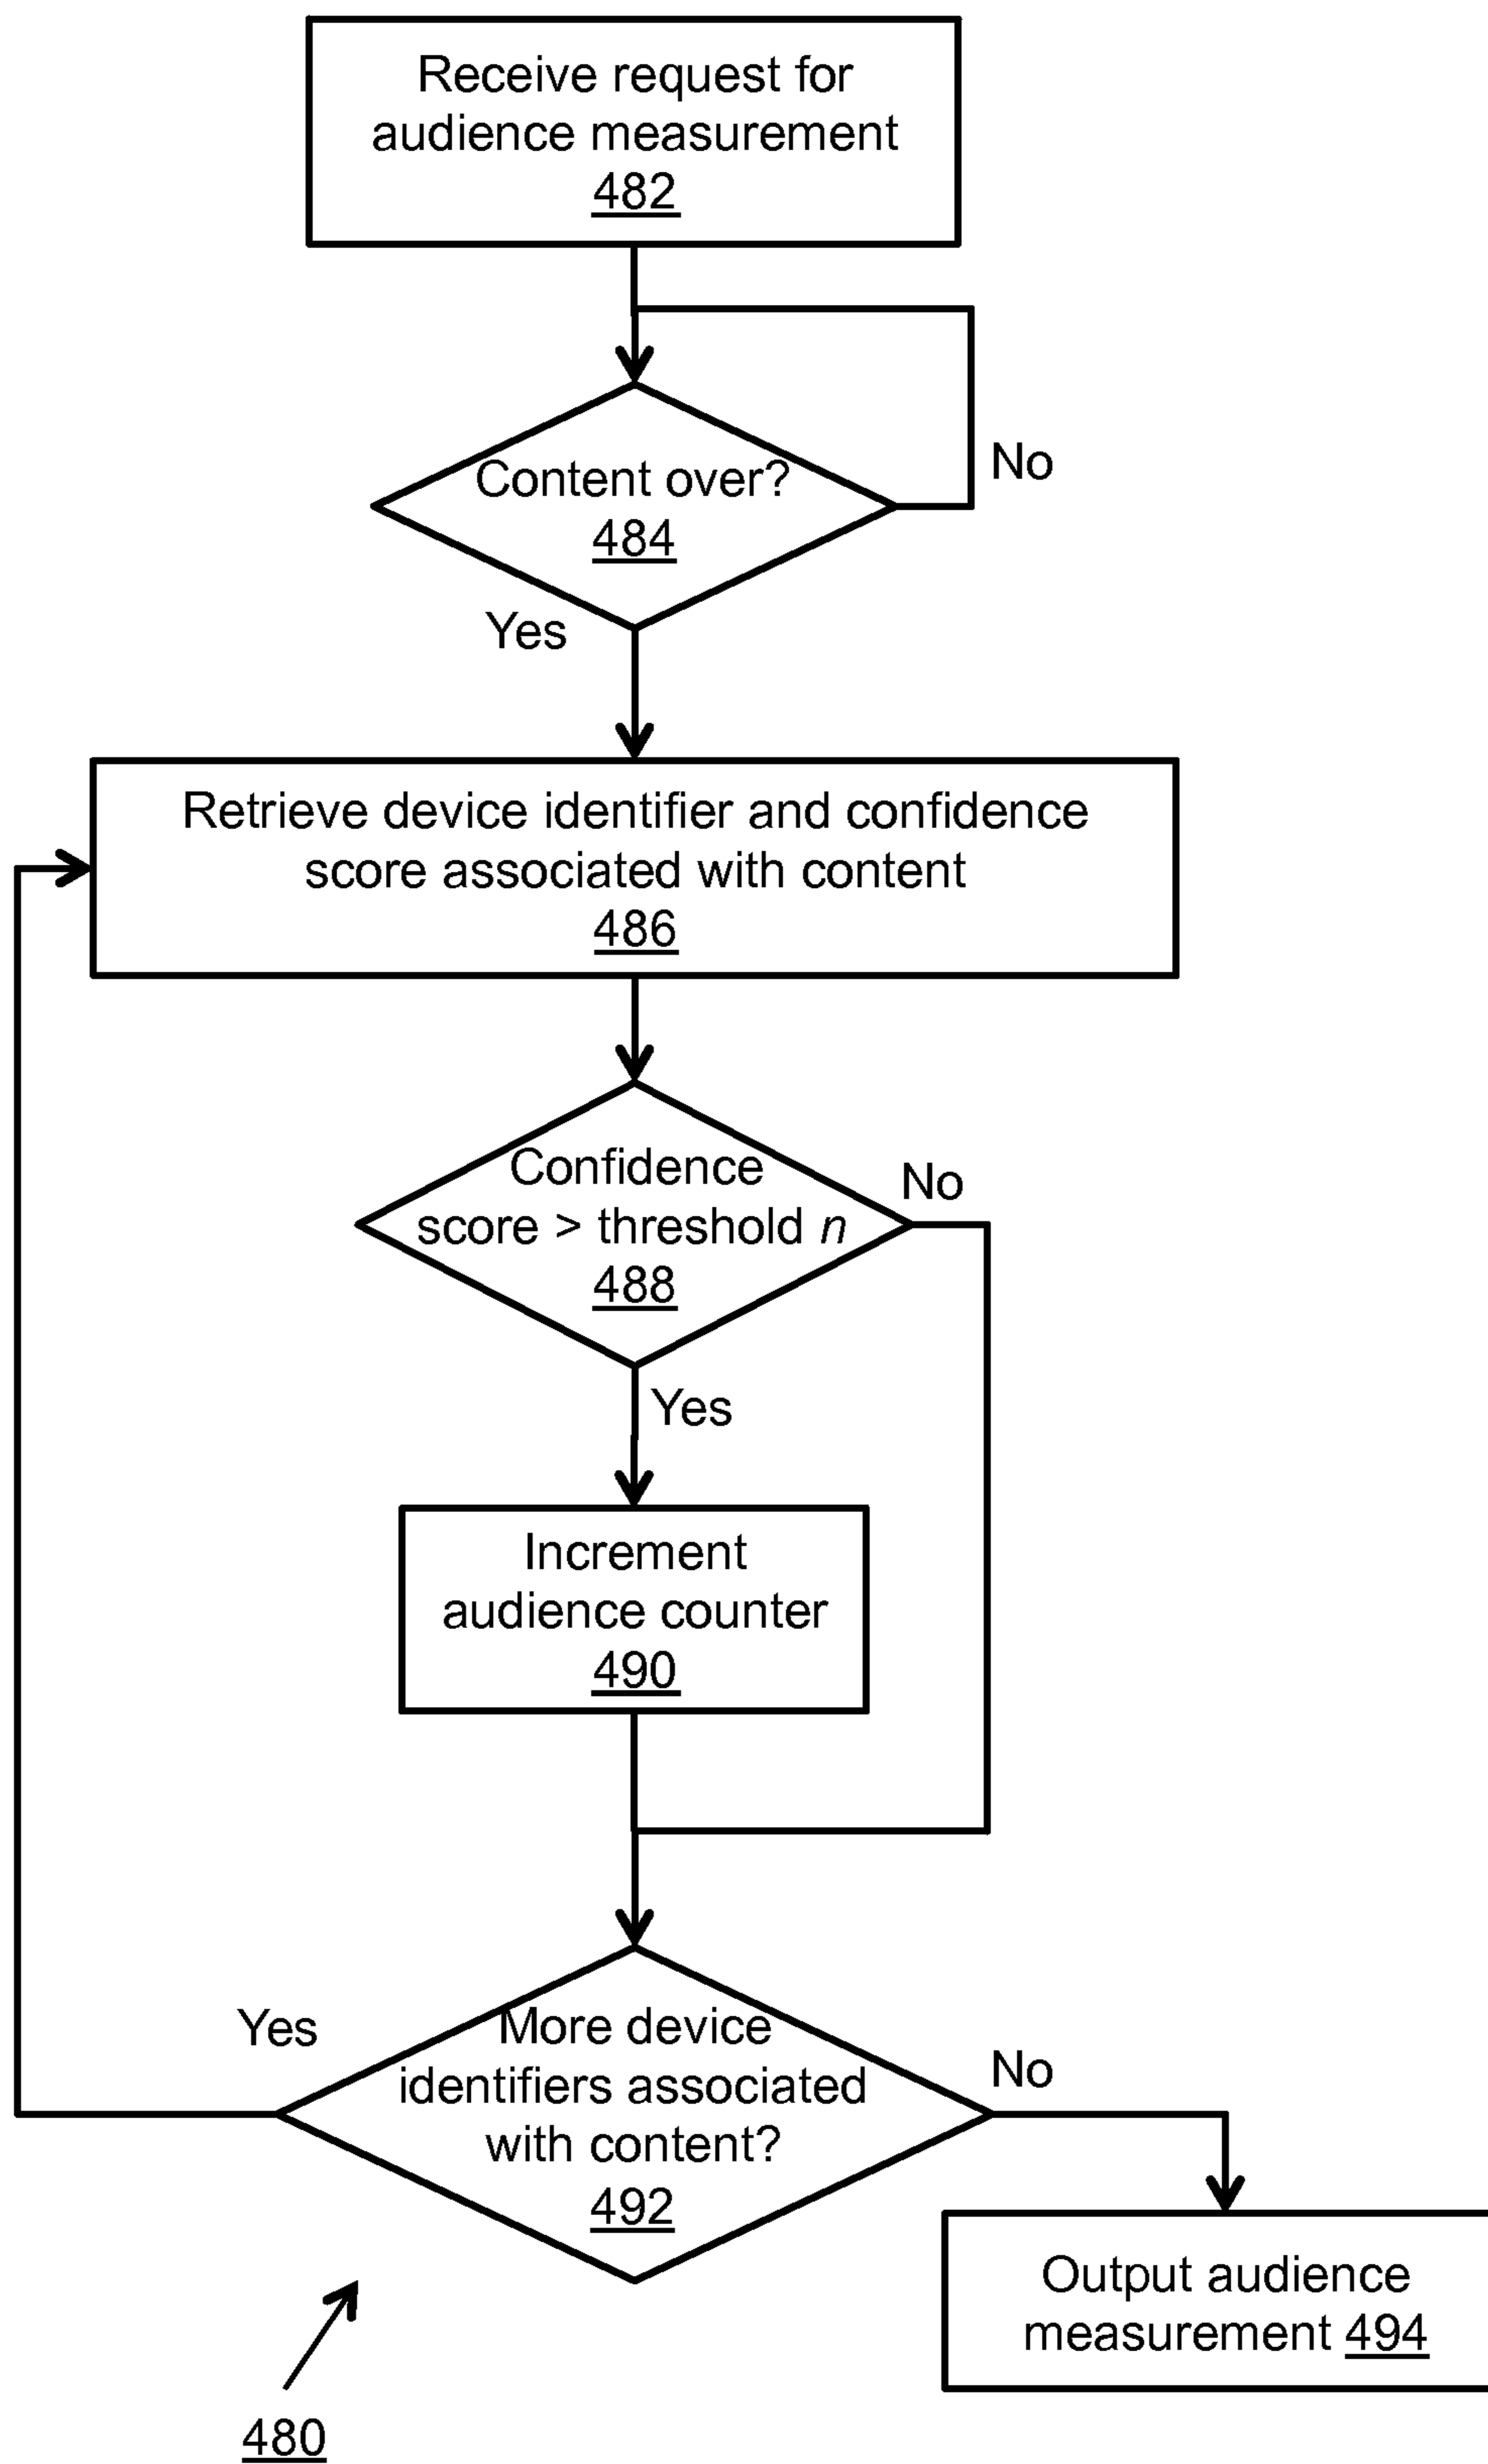 Receive request for
audience measurement
482
Content over?
484
No
Yes
Retrieve device identifier and confidence
score associated with content
486
Confidence
score > threshold n
488
No
Yes
Increment
audience counter
490
More device
identifiers associated
with content?
492
Yes
No
Output audience
measurement 494
480